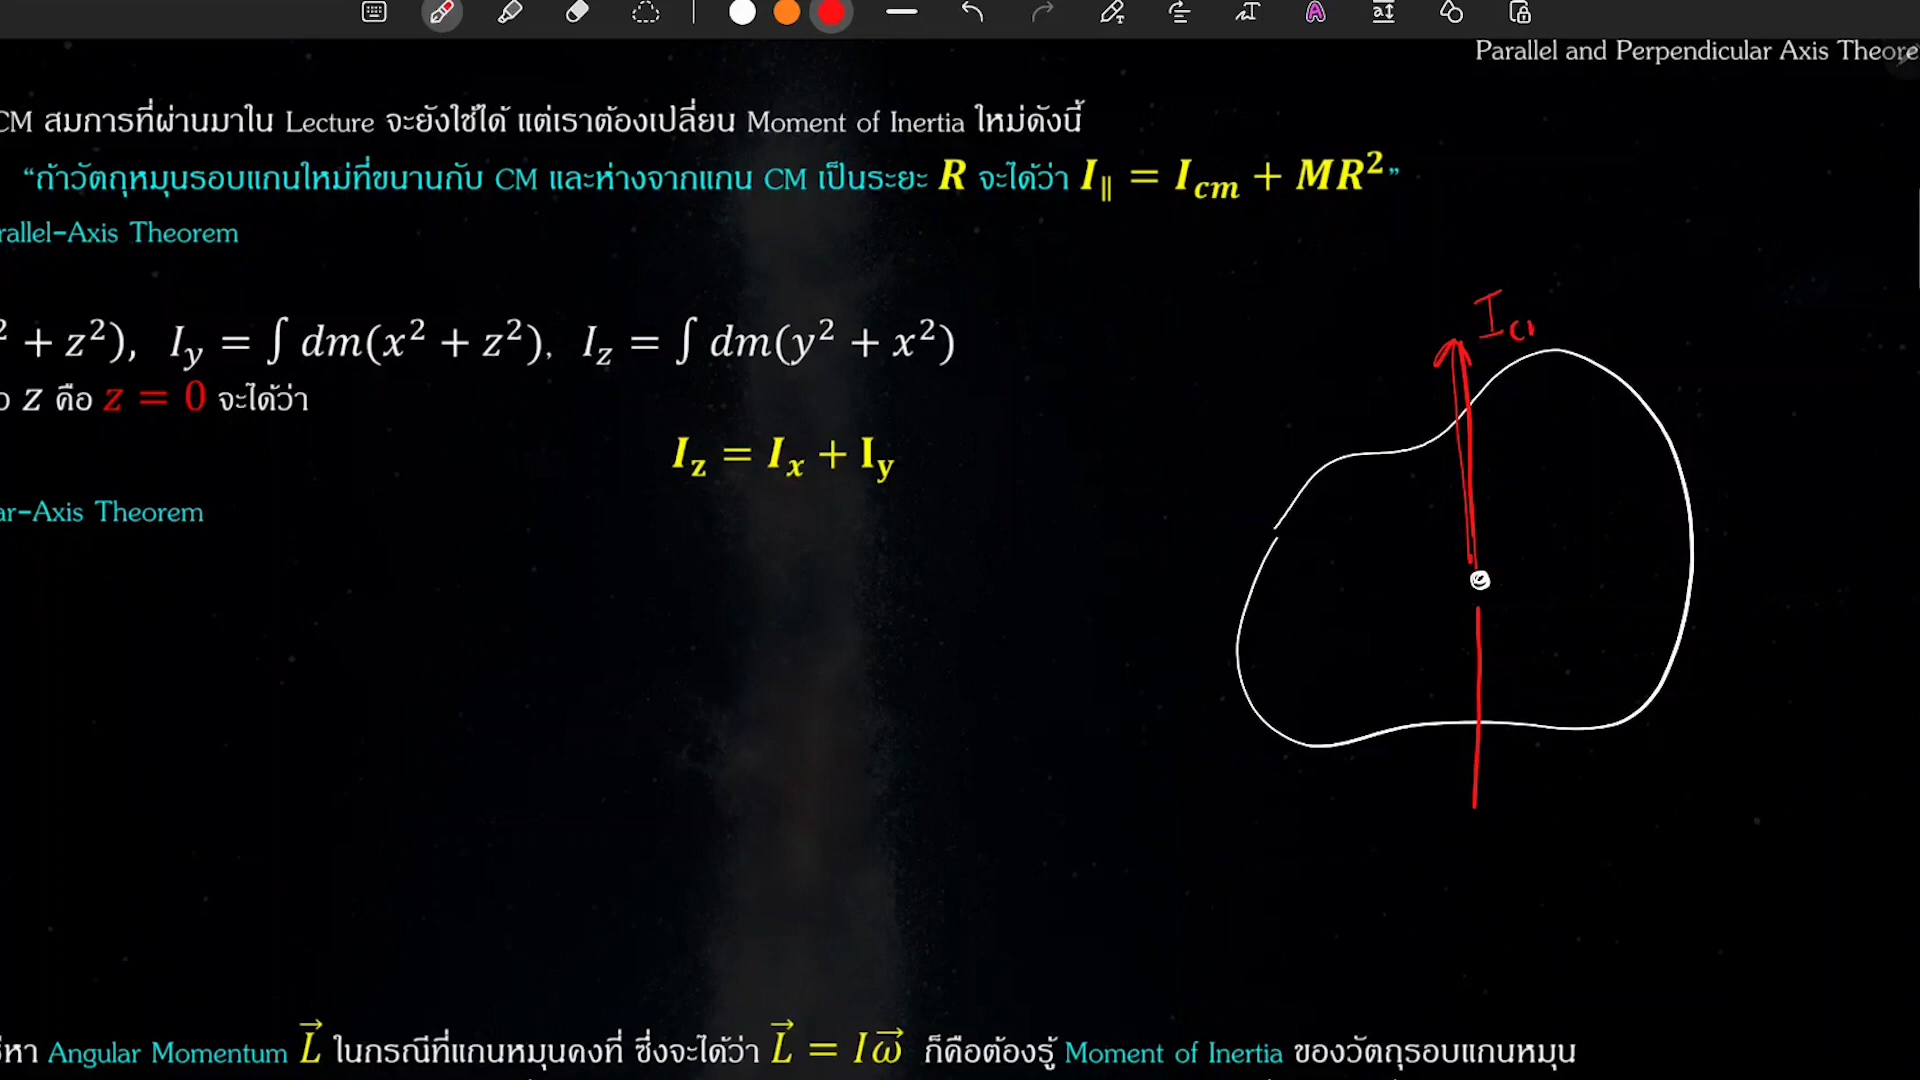 Parallel and Perpendicular Axis Theore
CM สมการที่ผ่านมาใน Lecture จะยังใช้ได้ แต่เราต้องเปลี่ยน Moment of Inertia ใหม่ดังนี้
“ถ้าวัตถุหมุนรอบแกนใหม่ที่ขนานกับ CM และห่างจากแกน CM เป็นระยะ R จะได้ว่า I∥ = Icm + MR²”
rallel-Axis Theorem
² + z²), Iy = ∫ dm(x² + z²), Iz = ∫ dm(y² + x²)
z คือ z = 0 จะได้ว่า
Iz = Ix + Iy
ar-Axis Theorem
หา Angular Momentum L⃗ ในกรณีที่แกนหมุนคงที่ ซึ่งจะได้ว่า L⃗ = Iω⃗ ก็คือต้องรู้ Moment of Inertia ของวัตถุรอบแกนหมุน